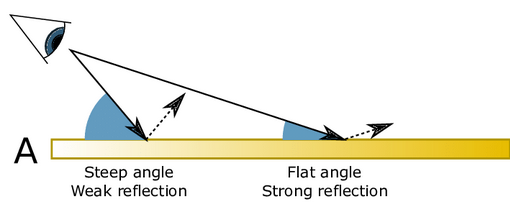 A
Steep angle
Weak reflection
Flat angle
Strong reflection